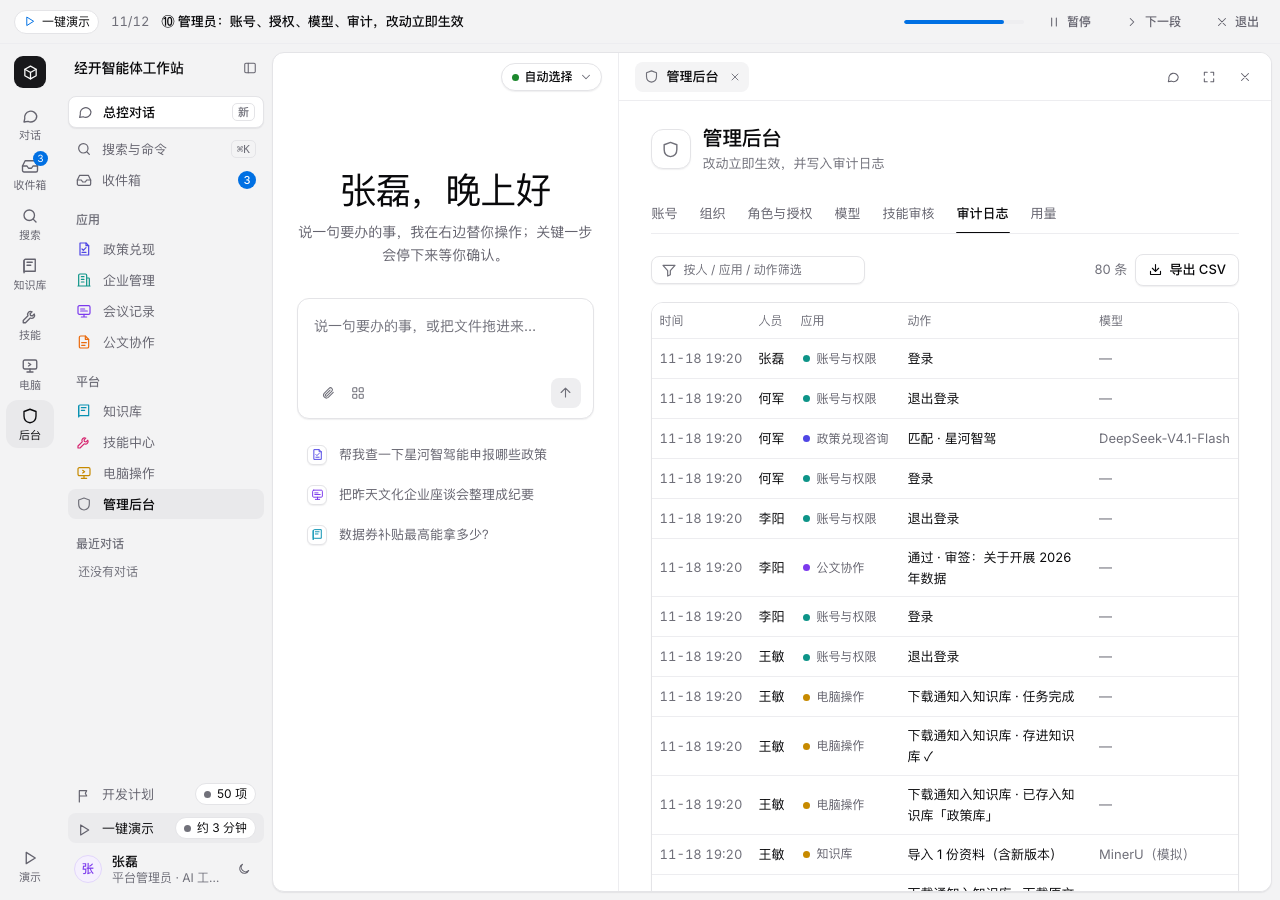 一键演示 11/12 ⑩ 管理员：账号、授权、模型、审计，改动立即生效 暂停 下一段 退出
对话
3
收件箱
搜索
知识库
技能
电脑
后台
演示
经开智能体工作站
总控对话 新
搜索与命令 ⌘K
收件箱 3
应用
政策兑现
企业管理
会议记录
公文协作
平台
知识库
技能中心
电脑操作
管理后台
最近对话
还没有对话
开发计划 50 项
一键演示 约 3 分钟
张 张磊
平台管理员 · AI 工...
自动选择
张磊，晚上好
说一句要办的事，我在右边替你操作；关键一步
会停下来等你确认。
说一句要办的事，或把文件拖进来...
帮我查一下星河智驾能申报哪些政策
把昨天文化企业座谈会整理成纪要
数据券补贴最高能拿多少?
管理后台
管理后台
改动立即生效，并写入审计日志
账号 组织 角色与授权 模型 技能审核 审计日志 用量
按人 / 应用 / 动作筛选 80 条 导出 CSV
时间 人员 应用 动作 模型
11-18 19:20 张磊 账号与权限 登录 —
11-18 19:20 何军 账号与权限 退出登录 —
11-18 19:20 何军 政策兑现咨询 匹配 · 星河智驾 DeepSeek-V4.1-Flash
11-18 19:20 何军 账号与权限 登录 —
11-18 19:20 李阳 账号与权限 退出登录 —
11-18 19:20 李阳 公文协作 通过 · 审签：关于开展 2026 —
年数据
11-18 19:20 李阳 账号与权限 登录 —
11-18 19:20 王敏 账号与权限 退出登录 —
11-18 19:20 王敏 电脑操作 下载通知入知识库 · 任务完成 —
11-18 19:20 王敏 电脑操作 下载通知入知识库 · 存进知识 —
库 ✓
11-18 19:20 王敏 电脑操作 下载通知入知识库 · 已存入知 —
识库「政策库」
11-18 19:20 王敏 知识库 导入 1 份资料（含新版本） MinerU（模拟）